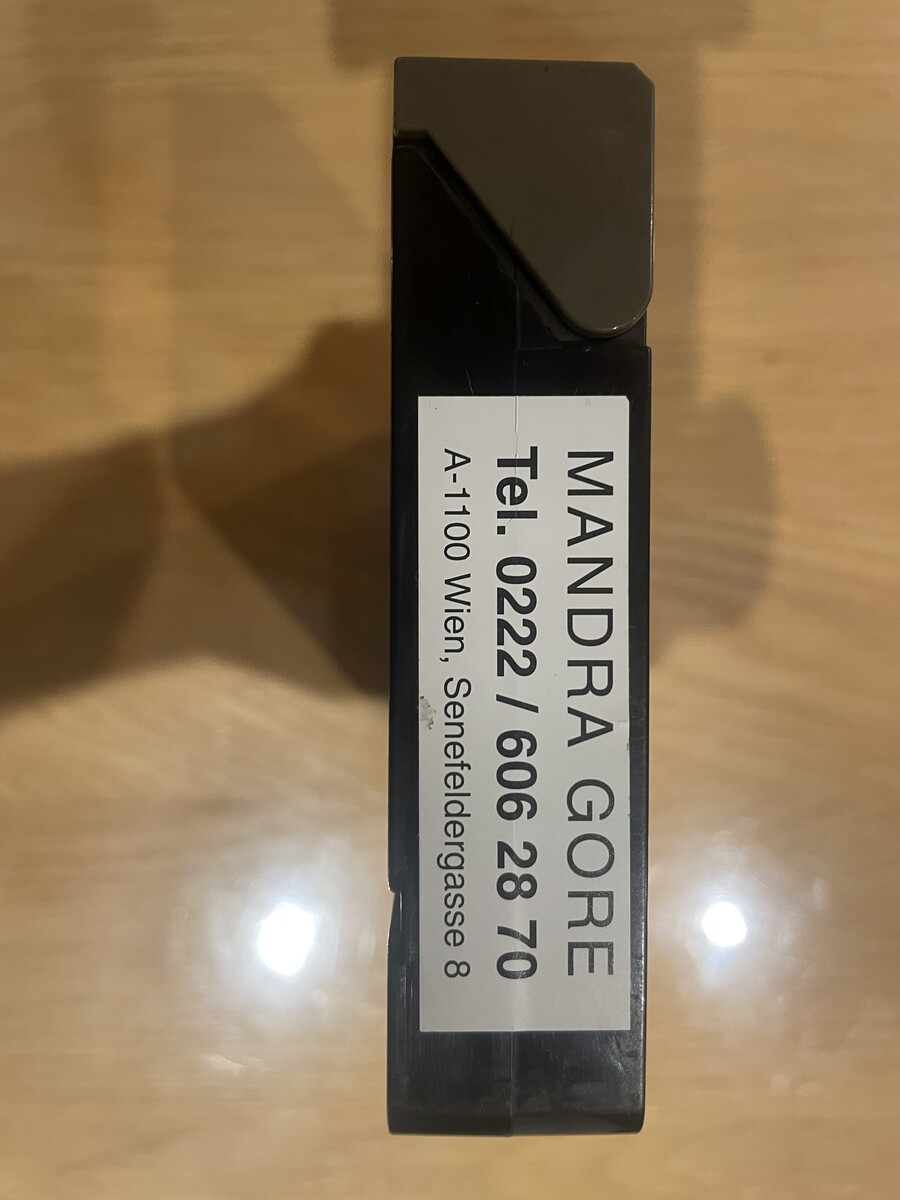 MANDRA GORE
Tel. 0222 / 606 28 70
A-1100 Wien, Senefeldergasse 8